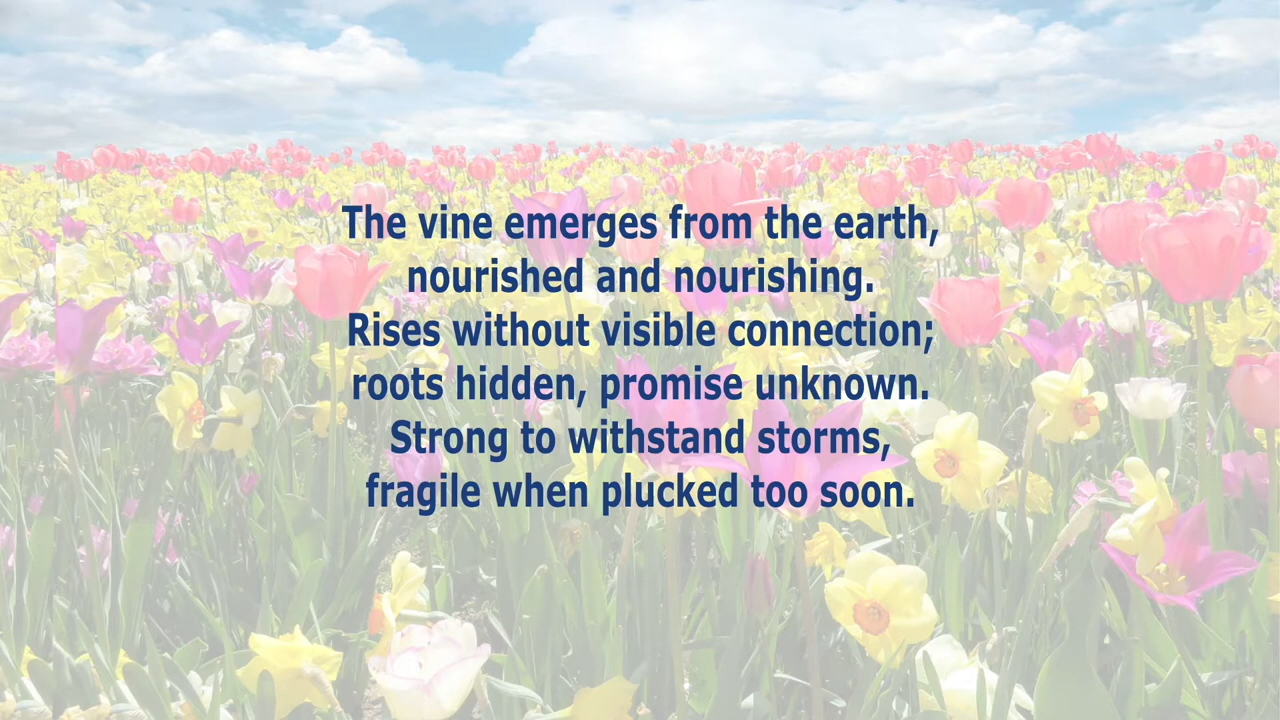 The vine emerges from the earth,
nourished and nourishing.
Rises without visible connection;
roots hidden, promise unknown.
Strong to withstand storms,
fragile when plucked too soon.